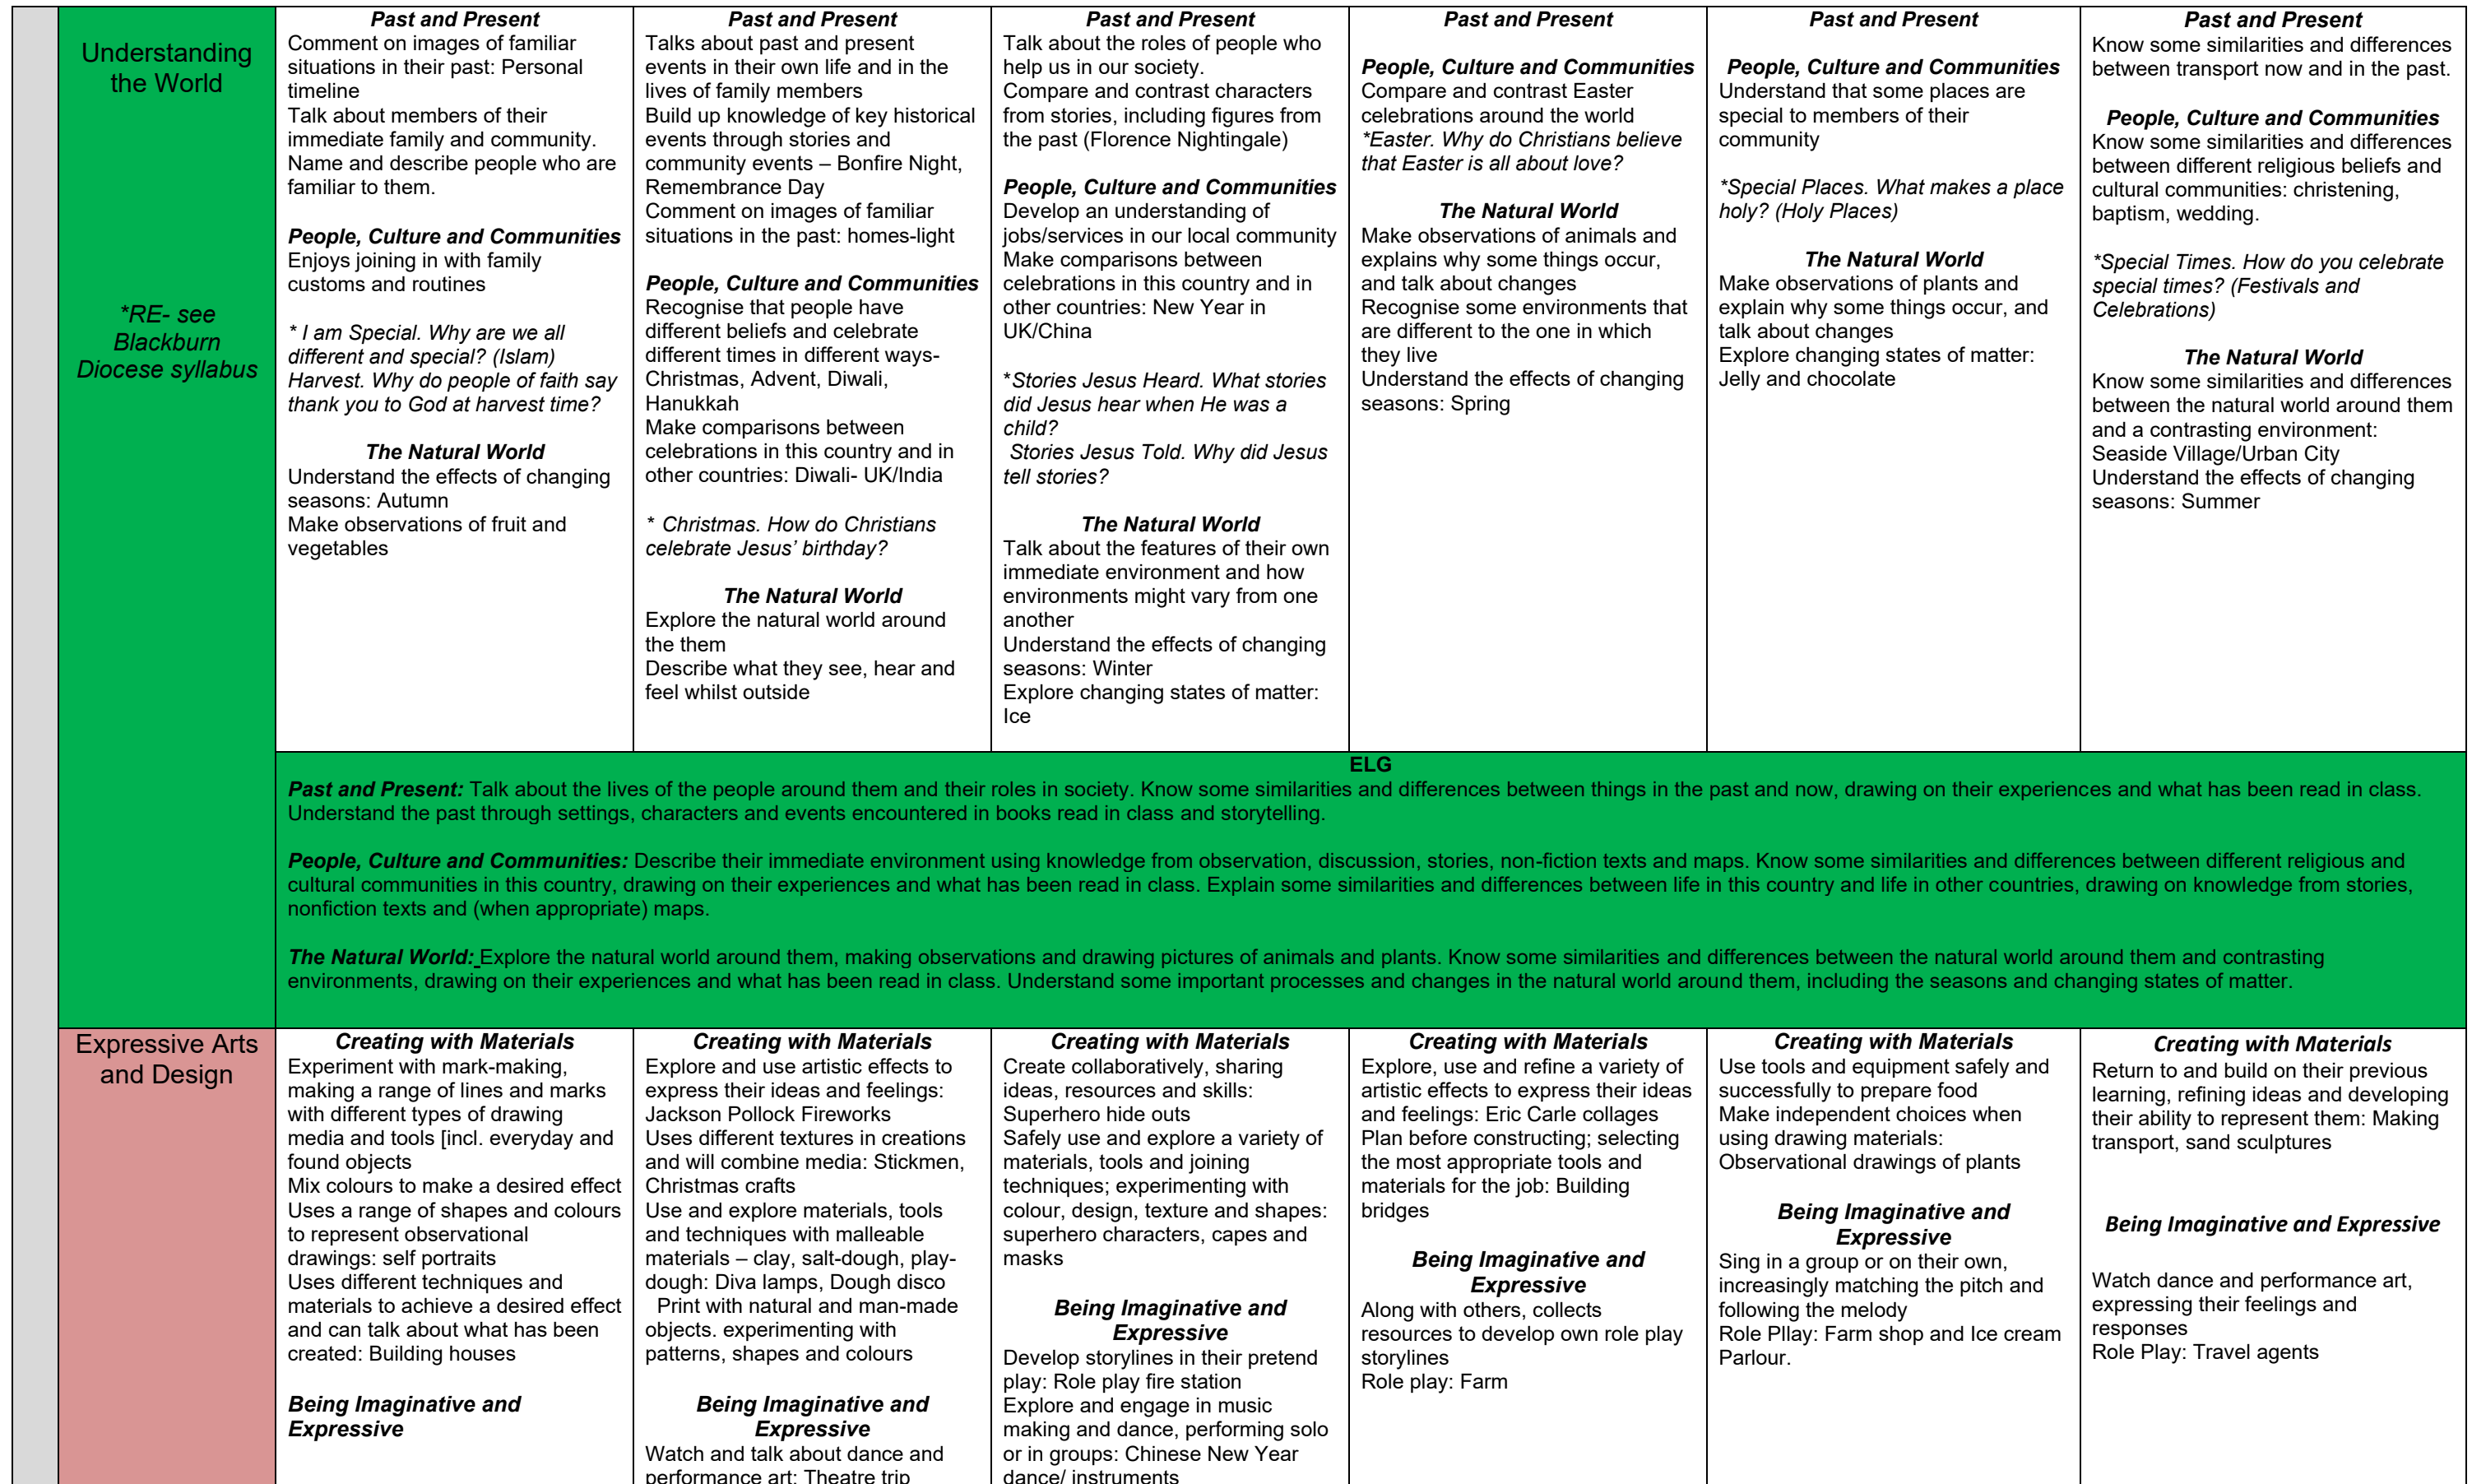 Understanding
the World
*RE- see
Blackburn
Diocese syllabus
Past and Present
Comment on images of familiar
situations in their past: Personal
timeline
Talk about members of their
immediate family and community.
Name and describe people who are
familiar to them.
People, Culture and Communities
Enjoys joining in with family
customs and routines
* I am Special. Why are we all
different and special? (Islam)
Harvest. Why do people of faith say
thank you to God at harvest time?
The Natural World
Understand the effects of changing
seasons: Autumn
Make observations of fruit and
vegetables
Past and Present
Talks about past and present
events in their own life and in the
lives of family members
Build up knowledge of key historical
events through stories and
community events – Bonfire Night,
Remembrance Day
Comment on images of familiar
situations in the past: homes-light
People, Culture and Communities
Recognise that people have
different beliefs and celebrate
different times in different ways-
Christmas, Advent, Diwali,
Hanukkah
Make comparisons between
celebrations in this country and in
other countries: Diwali- UK/India
* Christmas. How do Christians
celebrate Jesus’ birthday?
The Natural World
Explore the natural world around
the them
Describe what they see, hear and
feel whilst outside
Past and Present
Talk about the roles of people who
help us in our society.
Compare and contrast characters
from stories, including figures from
the past (Florence Nightingale)
People, Culture and Communities
Develop an understanding of
jobs/services in our local community
Make comparisons between
celebrations in this country and in
other countries: New Year in
UK/China
*Stories Jesus Heard. What stories
did Jesus hear when He was a
child?
Stories Jesus Told. Why did Jesus
tell stories?
The Natural World
Talk about the features of their own
immediate environment and how
environments might vary from one
another
Understand the effects of changing
seasons: Winter
Explore changing states of matter:
Ice
Past and Present
People, Culture and Communities
Compare and contrast Easter
celebrations around the world
*Easter. Why do Christians believe
that Easter is all about love?
The Natural World
Make observations of animals and
explains why some things occur,
and talk about changes
Recognise some environments that
are different to the one in which
they live
Understand the effects of changing
seasons: Spring
Past and Present
People, Culture and Communities
Understand that some places are
special to members of their
community
*Special Places. What makes a place
holy? (Holy Places)
The Natural World
Make observations of plants and
explain why some things occur, and
talk about changes
Explore changing states of matter:
Jelly and chocolate
Past and Present
Know some similarities and differences
between transport now and in the past.
People, Culture and Communities
Know some similarities and differences
between different religious beliefs and
cultural communities: christening,
baptism, wedding.
*Special Times. How do you celebrate
special times? (Festivals and
Celebrations)
The Natural World
Know some similarities and differences
between the natural world around them
and a contrasting environment:
Seaside Village/Urban City
Understand the effects of changing
seasons: Summer
ELG
Past and Present: Talk about the lives of the people around them and their roles in society. Know some similarities and differences between things in the past and now, drawing on their experiences and what has been read in class.
Understand the past through settings, characters and events encountered in books read in class and storytelling.
People, Culture and Communities: Describe their immediate environment using knowledge from observation, discussion, stories, non-fiction texts and maps. Know some similarities and differences between different religious and
cultural communities in this country, drawing on their experiences and what has been read in class. Explain some similarities and differences between life in this country and life in other countries, drawing on knowledge from stories,
nonfiction texts and (when appropriate) maps.
The Natural World: Explore the natural world around them, making observations and drawing pictures of animals and plants. Know some similarities and differences between the natural world around them and contrasting
environments, drawing on their experiences and what has been read in class. Understand some important processes and changes in the natural world around them, including the seasons and changing states of matter.
Expressive Arts
and Design
Creating with Materials
Experiment with mark-making,
making a range of lines and marks
with different types of drawing
media and tools [incl. everyday and
found objects
Mix colours to make a desired effect
Uses a range of shapes and colours
to represent observational
drawings: self portraits
Uses different techniques and
materials to achieve a desired effect
and can talk about what has been
created: Building houses
Being Imaginative and
Expressive
Creating with Materials
Explore and use artistic effects to
express their ideas and feelings:
Jackson Pollock Fireworks
Uses different textures in creations
and will combine media: Stickmen,
Christmas crafts
Use and explore materials, tools
and techniques with malleable
materials – clay, salt-dough, play-
dough: Diva lamps, Dough disco
Print with natural and man-made
objects. experimenting with
patterns, shapes and colours
Being Imaginative and
Expressive
Watch and talk about dance and
performance art: Theatre trip
Creating with Materials
Create collaboratively, sharing
ideas, resources and skills:
Superhero hide outs
Safely use and explore a variety of
materials, tools and joining
techniques; experimenting with
colour, design, texture and shapes:
superhero characters, capes and
masks
Being Imaginative and
Expressive
Develop storylines in their pretend
play: Role play fire station
Explore and engage in music
making and dance, performing solo
or in groups: Chinese New Year
dance/ instruments
Creating with Materials
Explore, use and refine a variety of
artistic effects to express their ideas
and feelings: Eric Carle collages
Plan before constructing; selecting
the most appropriate tools and
materials for the job: Building
bridges
Being Imaginative and
Expressive
Along with others, collects
resources to develop own role play
storylines
Role play: Farm
Creating with Materials
Use tools and equipment safely and
successfully to prepare food
Make independent choices when
using drawing materials:
Observational drawings of plants
Being Imaginative and
Expressive
Sing in a group or on their own,
increasingly matching the pitch and
following the melody
Role Pllay: Farm shop and Ice cream
Parlour.
Creating with Materials
Return to and build on their previous
learning, refining ideas and developing
their ability to represent them: Making
transport, sand sculptures
Being Imaginative and Expressive
Watch dance and performance art,
expressing their feelings and
responses
Role Play: Travel agents